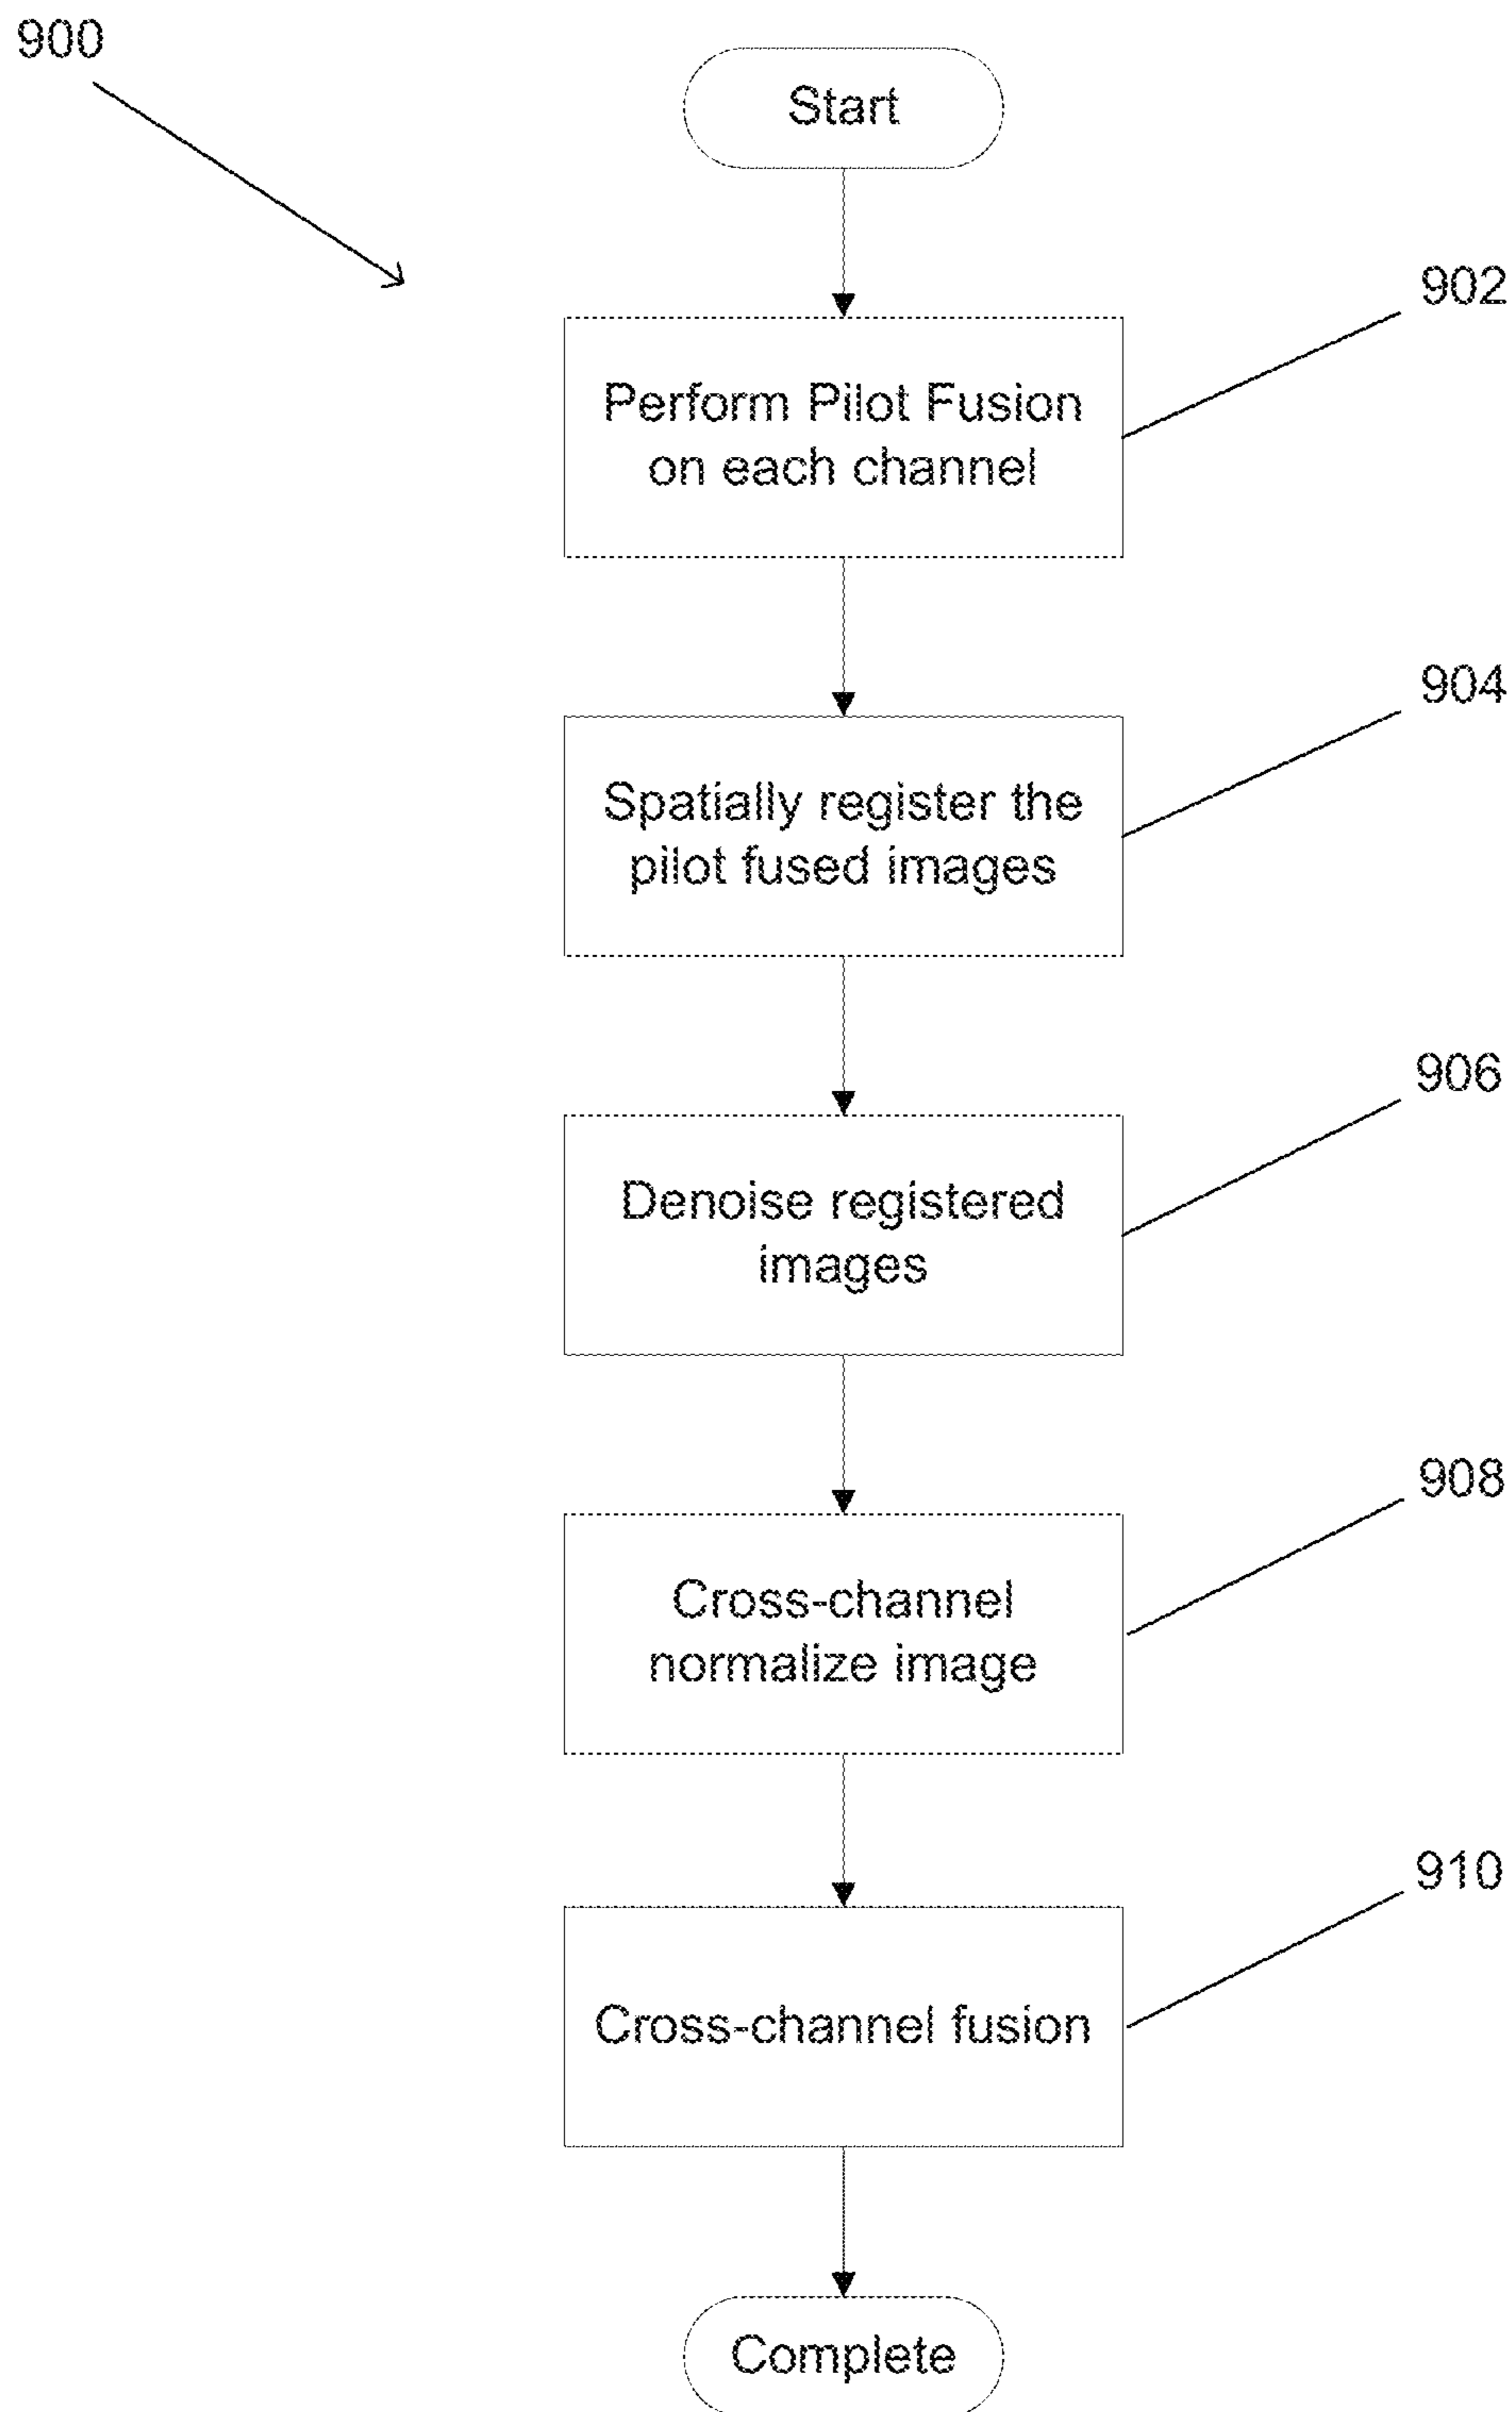 900
Start
902
Perform Pilot Fusion
on each channel
904
Spatially register the
pilot fused images
906
Denoise registered
images
908
Cross-channel
normalize image
910
Cross-channel fusion
Complete